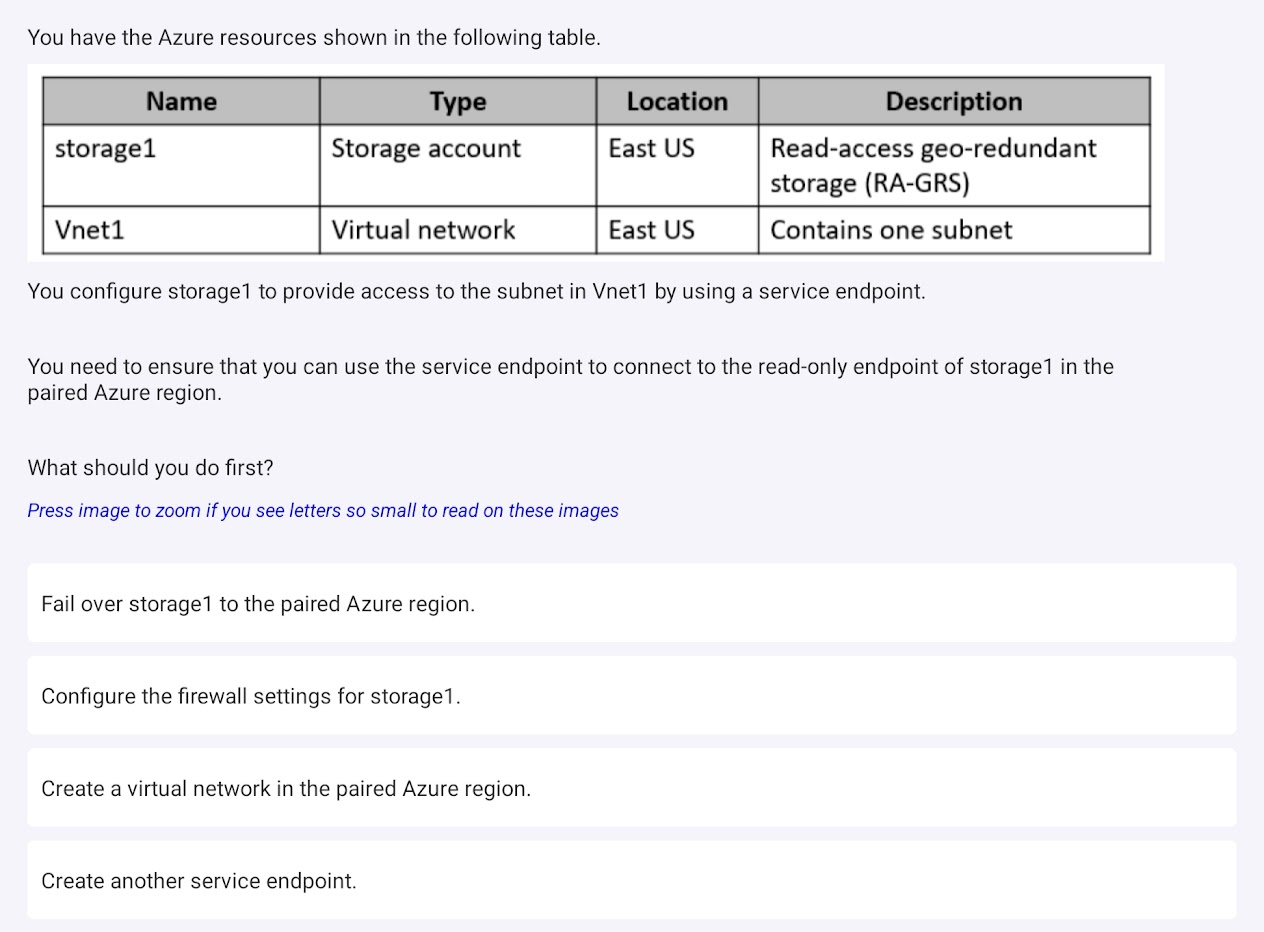 You have the Azure resources shown in the following table.
Name Type Location Description
storage1 Storage account East US Read-access geo-redundant
storage (RA-GRS)
Vnet1 Virtual network East US Contains one subnet
You configure storage1 to provide access to the subnet in Vnet1 by using a service endpoint.
You need to ensure that you can use the service endpoint to connect to the read-only endpoint of storage1 in the
paired Azure region.
What should you do first?
Press image to zoom if you see letters so small to read on these images
Fail over storage1 to the paired Azure region.
Configure the firewall settings for storage1.
Create a virtual network in the paired Azure region.
Create another service endpoint.